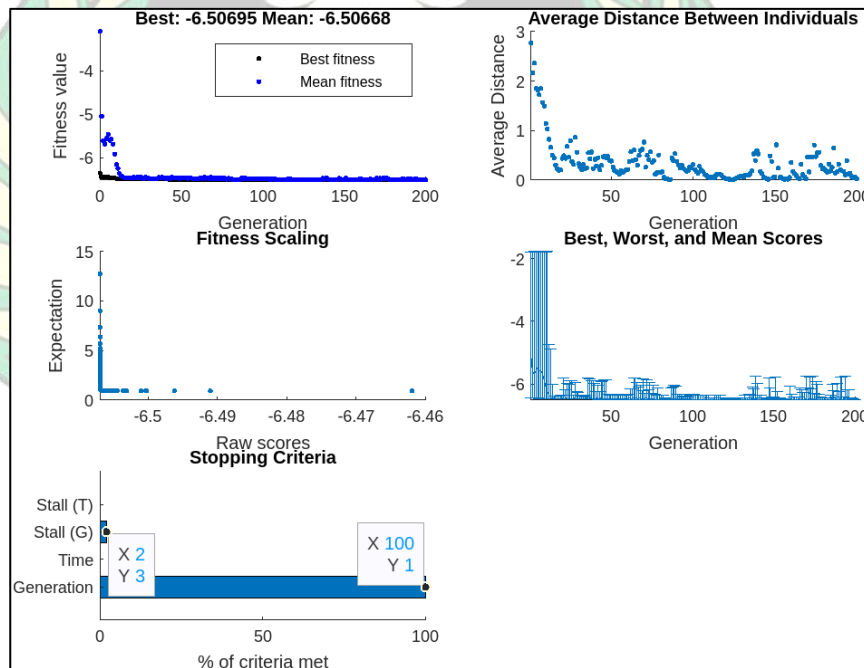 Best: -6.50695 Mean: -6.50668
Fitness value
-4
-5
-6
Best fitness
Mean fitness
0 50 100 150 200
Generation
Average Distance Between Individuals
Average Distance
3
2
1
0
50 100 150 200
Generation
Fitness Scaling
Expectation
15
10
5
0
-6.5 -6.49 -6.48 -6.47 -6.46
Raw scores
Best, Worst, and Mean Scores
-2
-4
-6
50 100 150 200
Generation
Stopping Criteria
Stall (T)
Stall (G)
Time
Generation
X 2
Y 3
X 100
Y 1
0 50 100
% of criteria met